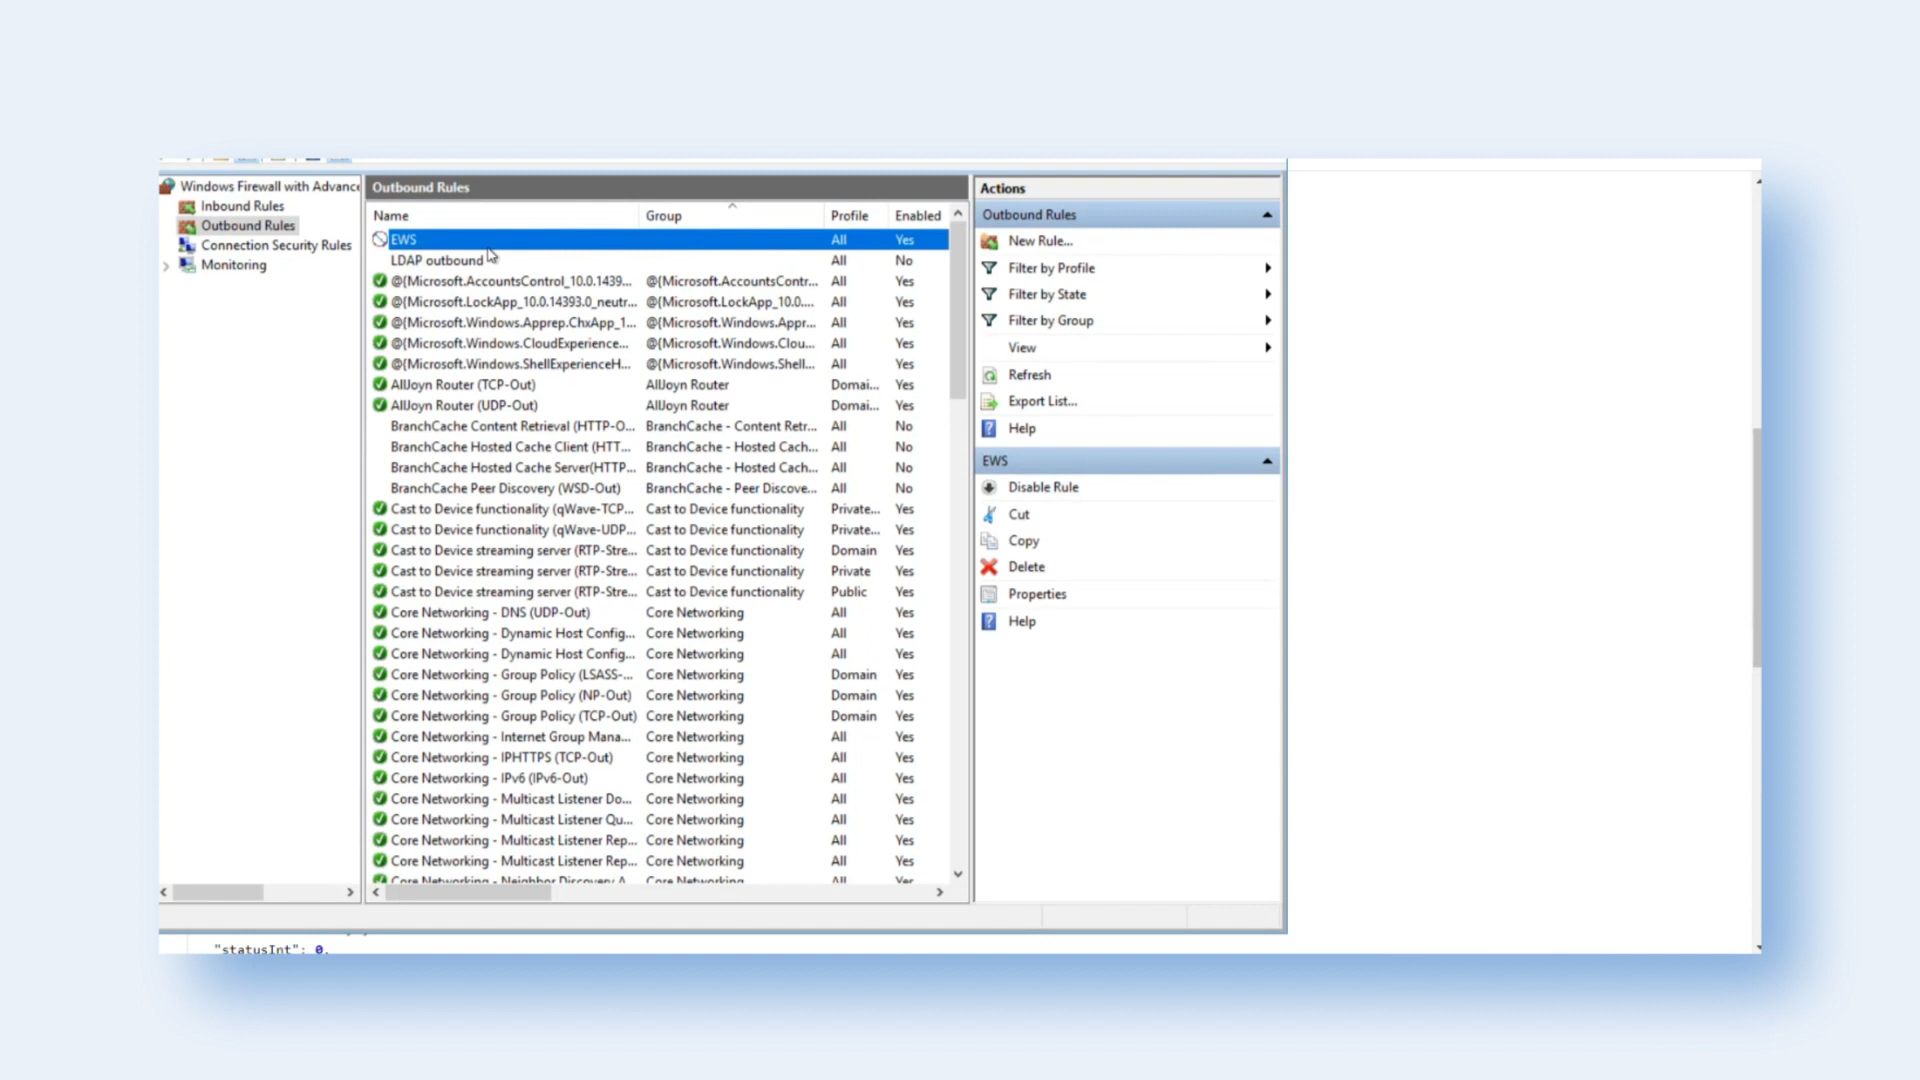 Windows Firewall with Advance
Inbound Rules
Outbound Rules
Connection Security Rules
Monitoring
Outbound Rules
Name Group Profile Enabled
EWS All Yes
LDAP outbound All No
@{Microsoft.AccountsControl_10.0.1439... @{Microsoft.AccountsContr... All Yes
@{Microsoft.LockApp_10.0.14393.0_neutr... @{Microsoft.LockApp_10.0.... All Yes
@{Microsoft.Windows.Apprep.ChxApp_1... @{Microsoft.Windows.Appr... All Yes
@{Microsoft.Windows.CloudExperience... @{Microsoft.Windows.Clou... All Yes
@{Microsoft.Windows.ShellExperienceH... @{Microsoft.Windows.Shell... All Yes
AllJoyn Router (TCP-Out) AllJoyn Router Domai... Yes
AllJoyn Router (UDP-Out) AllJoyn Router Domai... Yes
BranchCache Content Retrieval (HTTP-O... BranchCache - Content Retr... All No
BranchCache Hosted Cache Client (HTT... BranchCache - Hosted Cach... All No
BranchCache Hosted Cache Server(HTTP... BranchCache - Hosted Cach... All No
BranchCache Peer Discovery (WSD-Out) BranchCache - Peer Discove... All No
Cast to Device functionality (qWave-TCP... Cast to Device functionality Private... Yes
Cast to Device functionality (qWave-UDP... Cast to Device functionality Private... Yes
Cast to Device streaming server (RTP-Stre... Cast to Device functionality Domain Yes
Cast to Device streaming server (RTP-Stre... Cast to Device functionality Private Yes
Cast to Device streaming server (RTP-Stre... Cast to Device functionality Public Yes
Core Networking - DNS (UDP-Out) Core Networking All Yes
Core Networking - Dynamic Host Config... Core Networking All Yes
Core Networking - Dynamic Host Config... Core Networking All Yes
Core Networking - Group Policy (LSASS-... Core Networking Domain Yes
Core Networking - Group Policy (NP-Out) Core Networking Domain Yes
Core Networking - Group Policy (TCP-Out) Core Networking Domain Yes
Core Networking - Internet Group Mana... Core Networking All Yes
Core Networking - IPHTTPS (TCP-Out) Core Networking All Yes
Core Networking - IPv6 (IPv6-Out) Core Networking All Yes
Core Networking - Multicast Listener Do... Core Networking All Yes
Core Networking - Multicast Listener Qu... Core Networking All Yes
Core Networking - Multicast Listener Rep... Core Networking All Yes
Core Networking - Multicast Listener Rep... Core Networking All Yes
Core Networking - Neighbor Discovery A Core Networking All Yes
Actions
Outbound Rules
New Rule...
Filter by Profile
Filter by State
Filter by Group
View
Refresh
Export List...
Help
EWS
Disable Rule
Cut
Copy
Delete
Properties
Help
"statusInt": 0,